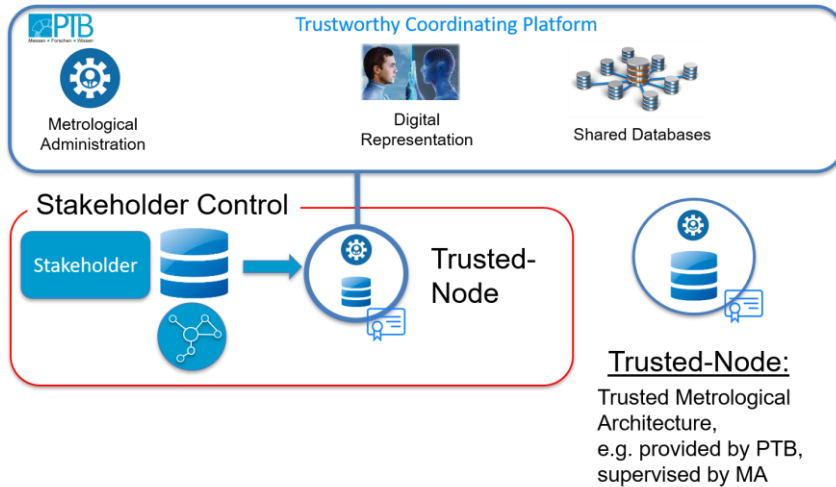 PTB
Messen • Forschen • Wissen
Trustworthy Coordinating Platform
Metrological
Administration
Digital
Representation
Shared Databases
Stakeholder Control
Stakeholder
Trusted-
Node
Trusted-Node:
Trusted Metrological
Architecture,
e.g. provided by PTB,
supervised by MA